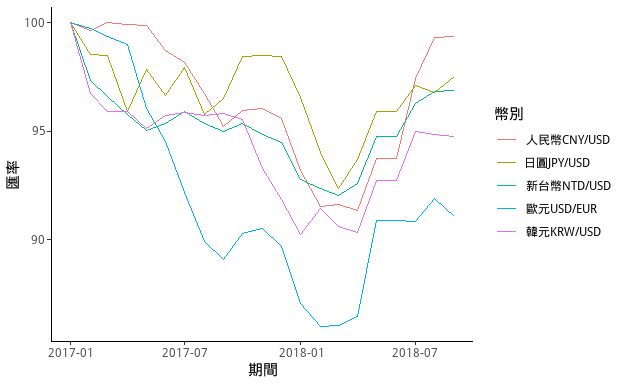 100
95
90
匯率
2017-01
2017-07
2018-01
2018-07
期間
幣別
人民幣CNY/USD
日圓JPY/USD
新台幣NTD/USD
歐元USD/EUR
韓元KRW/USD